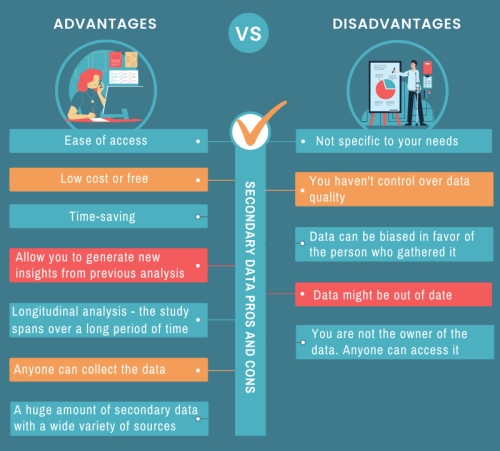 ADVANTAGES
VS
DISADVANTAGES
Ease of access
Low cost or free
Time-saving
Allow you to generate new
insights from previous analysis
Longitudinal analysis - the study
spans over a long period of time
Anyone can collect the data
A huge amount of secondary data
with a wide variety of sources
SECONDARY DATA PROS AND CONS
Not specific to your needs
You haven't control over data
quality
Data can be biased in favor of
the person who gathered it
Data might be out of date
You are not the owner of the
data. Anyone can access it